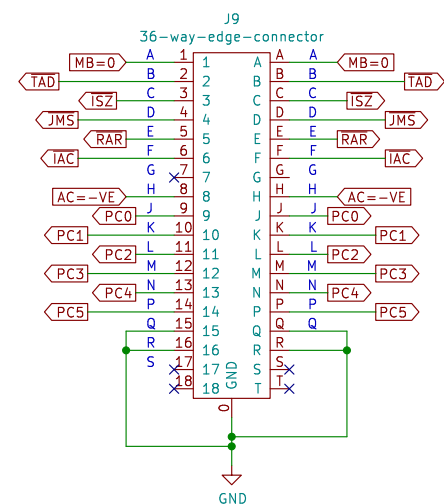 J9
36-way-edge-connector
MB=0 A 1 1 A A A MB=0
TAD B 2 2 B B B TAD
ISZ C 3 3 C C C ISZ
JMS D 4 4 D D D JMS
RAR E 5 5 E E E RAR
IAC F 6 6 F F F IAC
G 7 7 G G G
AC=-VE H 8 8 H H H AC=-VE
PC0 J 9 9 J J J PC0
PC1 K 10 10 K K K PC1
PC2 L 11 11 L L L PC2
PC3 M 12 12 M M M PC3
PC4 N 13 13 N N N PC4
PC5 P 14 14 P P P PC5
Q 15 15 Q Q Q
R 16 16 R R
S 17 17 S S
18 18 T T
GND
0
GND